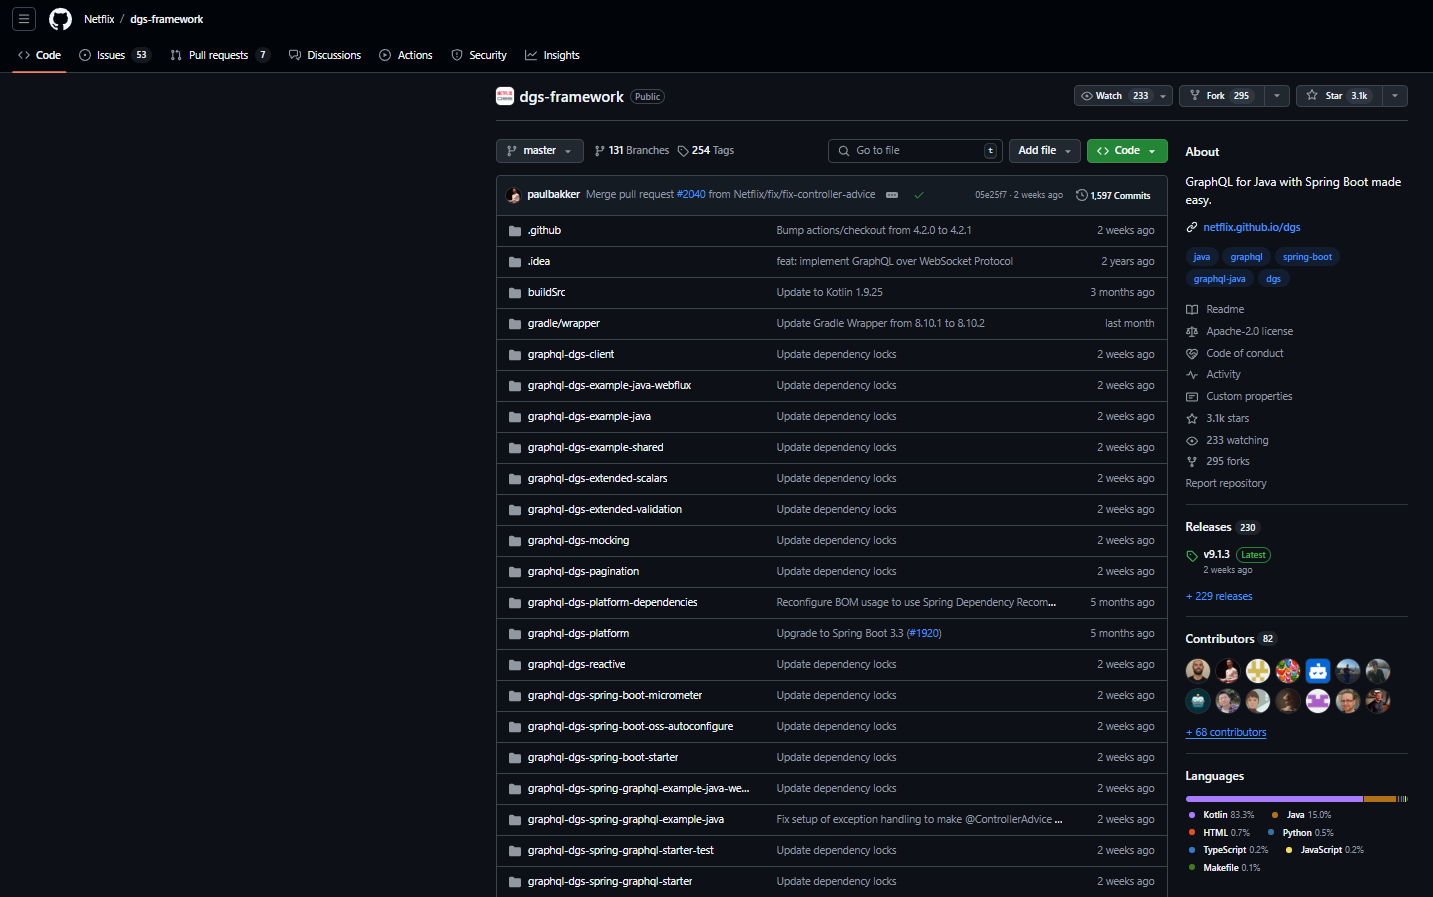 Netflix / dgs-framework
Code Issues 53 Pull requests 7 Discussions Actions Security Insights
dgs-framework Public
Watch 233 Fork 295 Star 3.1k
master 131 Branches 254 Tags Go to file t Add file Code
paulbakker Merge pull request #2040 from Netflix/fix/fix-controller-advice 05e25f7 · 2 weeks ago 1,597 Commits
.github Bump actions/checkout from 4.2.0 to 4.2.1 2 weeks ago
.idea feat: implement GraphQL over WebSocket Protocol 2 years ago
buildSrc Update to Kotlin 1.9.25 3 months ago
gradle/wrapper Update Gradle Wrapper from 8.10.1 to 8.10.2 last month
graphql-dgs-client Update dependency locks 2 weeks ago
graphql-dgs-example-java-webflux Update dependency locks 2 weeks ago
graphql-dgs-example-java Update dependency locks 2 weeks ago
graphql-dgs-example-shared Update dependency locks 2 weeks ago
graphql-dgs-extended-scalars Update dependency locks 2 weeks ago
graphql-dgs-extended-validation Update dependency locks 2 weeks ago
graphql-dgs-mocking Update dependency locks 2 weeks ago
graphql-dgs-pagination Update dependency locks 2 weeks ago
graphql-dgs-platform-dependencies Reconfigure BOM usage to use Spring Dependency Recom... 5 months ago
graphql-dgs-platform Upgrade to Spring Boot 3.3 (#1920) 5 months ago
graphql-dgs-reactive Update dependency locks 2 weeks ago
graphql-dgs-spring-boot-micrometer Update dependency locks 2 weeks ago
graphql-dgs-spring-boot-oss-autoconfigure Update dependency locks 2 weeks ago
graphql-dgs-spring-boot-starter Update dependency locks 2 weeks ago
graphql-dgs-spring-graphql-example-java-we... Update dependency locks 2 weeks ago
graphql-dgs-spring-graphql-example-java Fix setup of exception handling to make @ControllerAdvice ... 2 weeks ago
graphql-dgs-spring-graphql-starter-test Update dependency locks 2 weeks ago
graphql-dgs-spring-graphql-starter Update dependency locks 2 weeks ago
About
GraphQL for Java with Spring Boot made
easy.
netflix.github.io/dgs
java graphql spring-boot
graphql-java dgs
Readme
Apache-2.0 license
Code of conduct
Activity
Custom properties
3.1k stars
233 watching
295 forks
Report repository
Releases 230
v9.1.3 Latest
2 weeks ago
+ 229 releases
Contributors 82
+ 68 contributors
Languages
Kotlin 83.3% Java 15.0%
HTML 0.7% Python 0.5%
TypeScript 0.2% JavaScript 0.2%
Makefile 0.1%